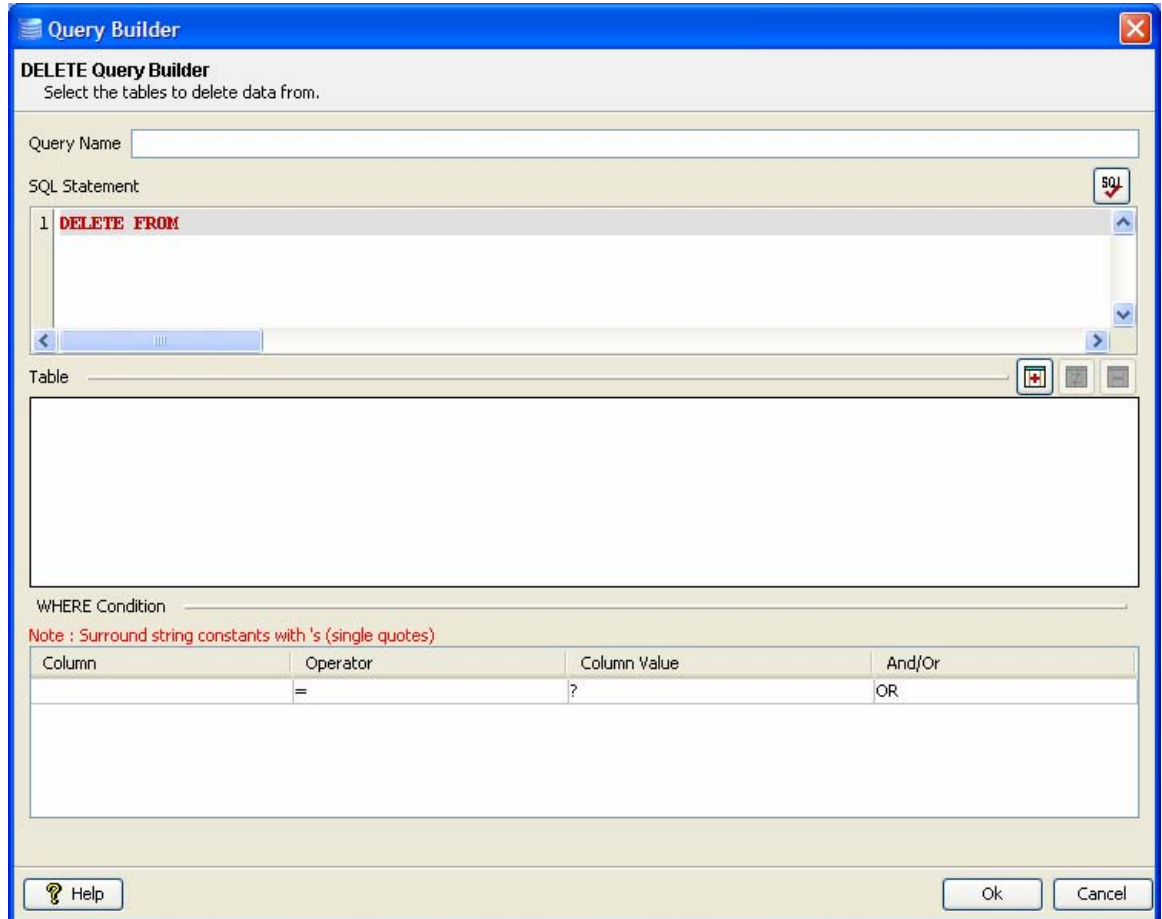 Query Builder
DELETE Query Builder
Select the tables to delete data from.
Query Name
SQL Statement
SQL
1 DELETE FROM
Table
WHERE Condition
Note : Surround string constants with 's (single quotes)
Column Operator Column Value And/Or
= ? OR
? Help Ok Cancel